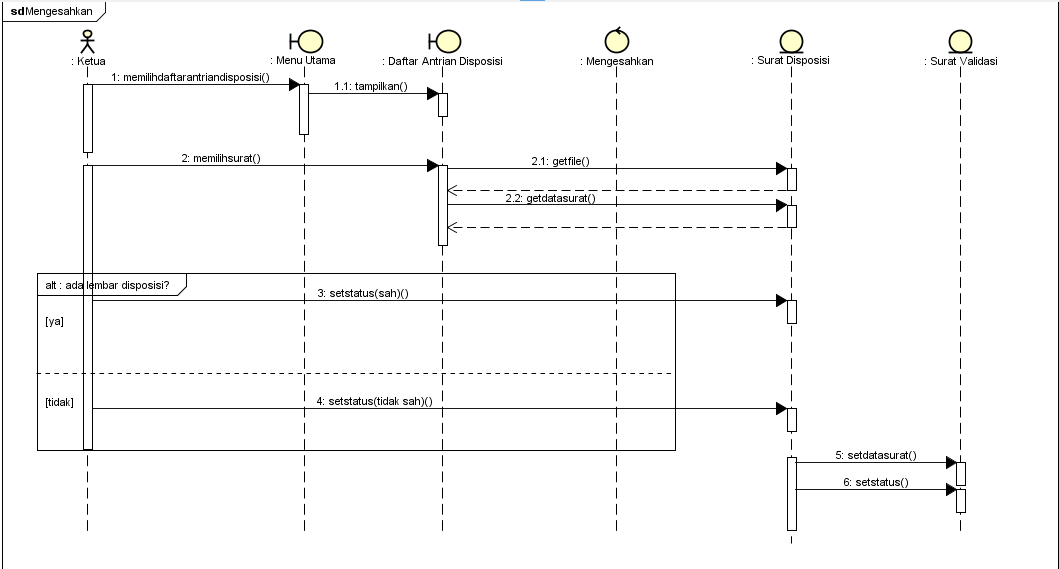 sd Mengesahkan
: Ketua
: Menu Utama
: Daftar Antrian Disposisi
: Mengesahkan
: Surat Disposisi
: Surat Validasi
1: memilihdaftarantriandisposisi()
1.1: tampilkan()
2: memilihsurat()
2.1: getfile()
2.2: getdatasurat()
alt : ada lembar disposisi?
3: setstatus(sah)()
[ya]
[tidak]
4: setstatus(tidak sah)()
5: setdatasurat()
6: setstatus()